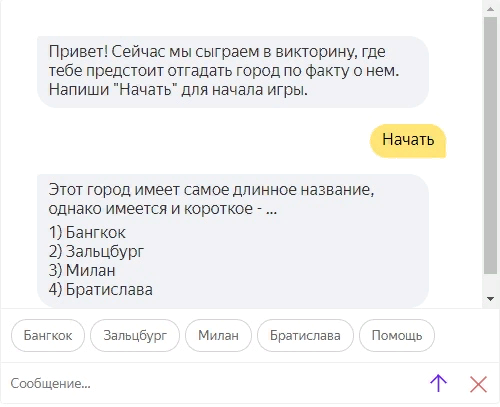 Привет! Сейчас мы сыграем в викторину, где
тебе предстоит отгадать город по факту о нем.
Напиши "Начать" для начала игры.
Начать
Этот город имеет самое длинное название,
однако имеется и короткое - ...
1) Бангкок
2) Зальцбург
3) Милан
4) Братислава
Бангкок Зальцбург Милан Братислава Помощь
Сообщение...